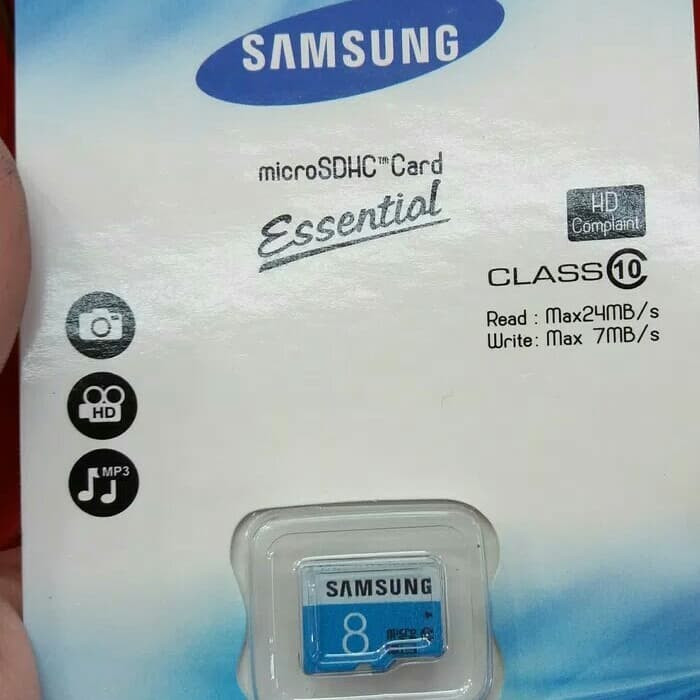 SAMSUNG
microSDHC™ Card
Essential
HD
Complaint
CLASS 10
Read : Max24MB/s
Write: Max 7MB/s
HD
MP3
SAMSUNG
8